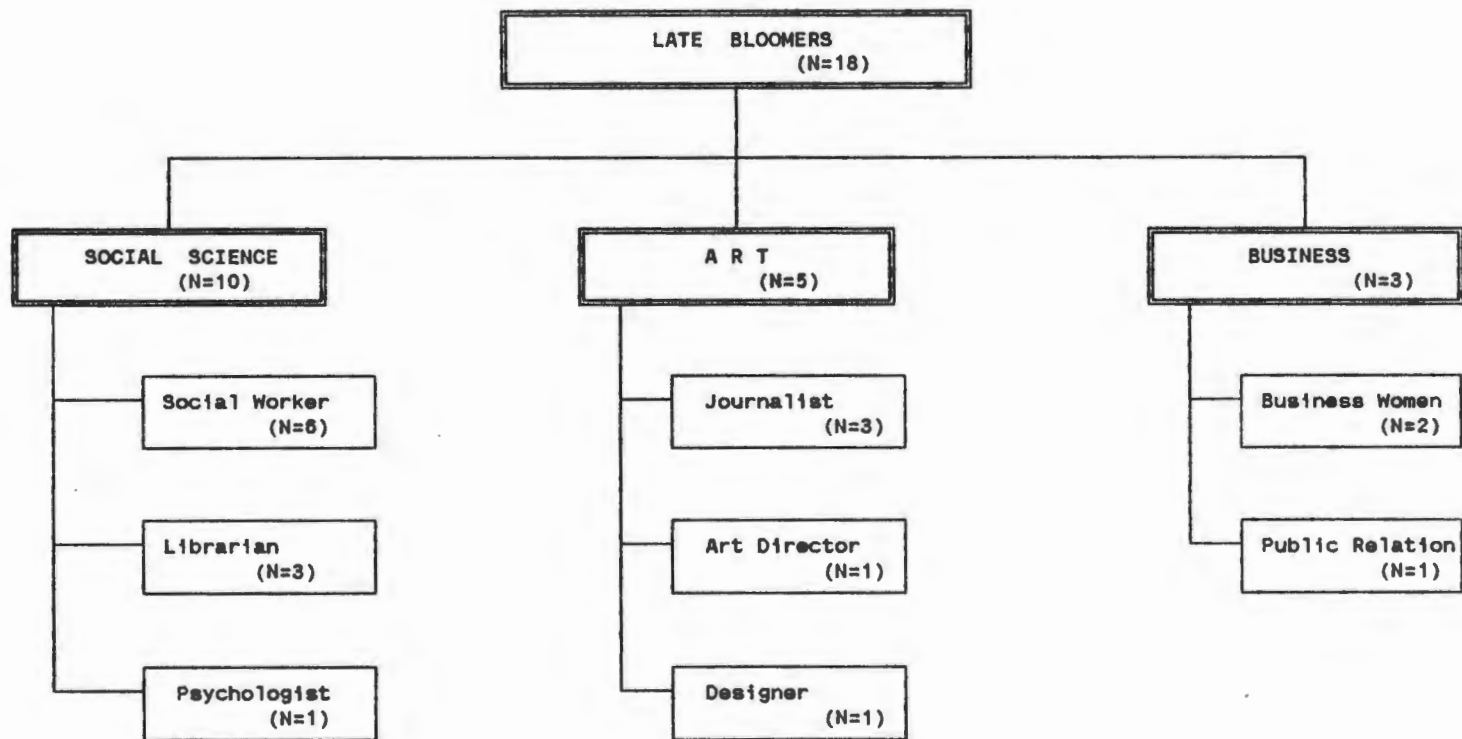 LATE BLOOMERS
(N=18)
SOCIAL SCIENCE
(N=10)
Social Worker
(N=6)
Librarian
(N=3)
Psychologist
(N=1)
A R T
(N=5)
Journalist
(N=3)
Art Director
(N=1)
Designer
(N=1)
BUSINESS
(N=3)
Business Women
(N=2)
Public Relation
(N=1)